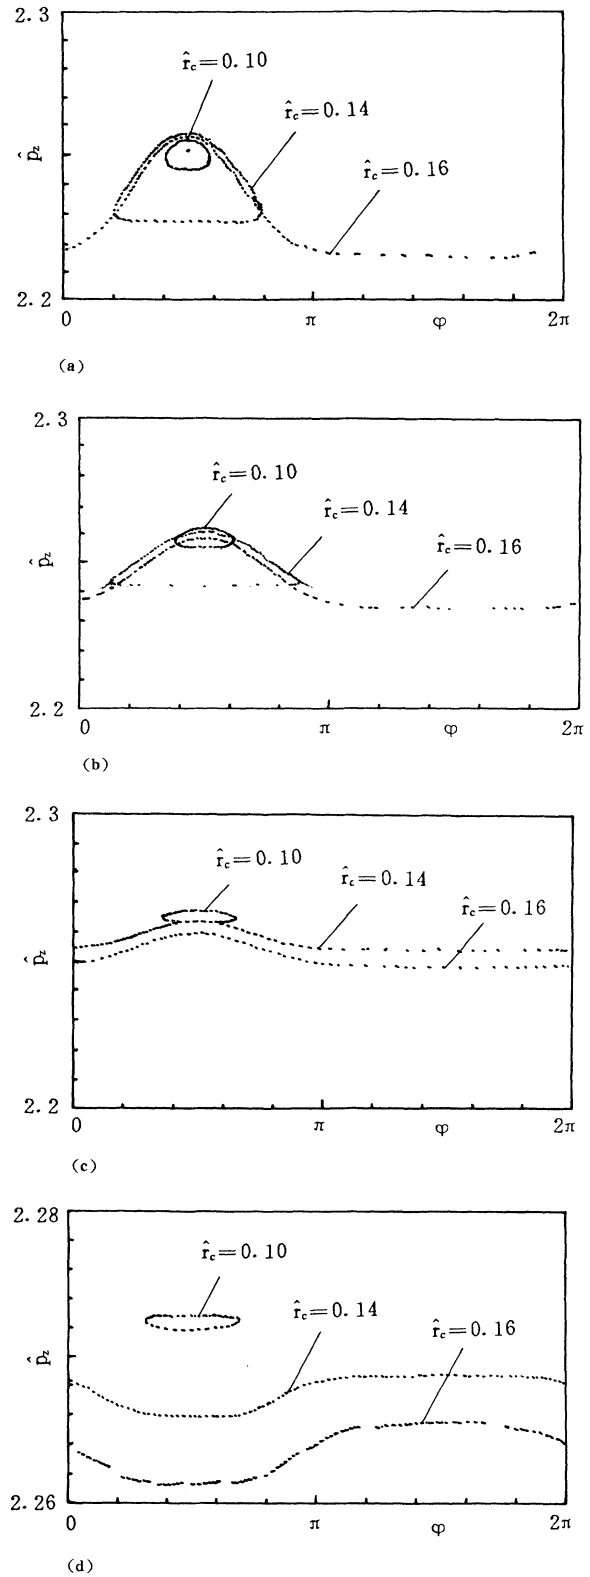 2.3
r̂c=0.10
r̂c=0.14
r̂c=0.16
p̂z
2.2
0 π φ 2π
(a)
2.3
r̂c=0.10
r̂c=0.14
r̂c=0.16
p̂z
2.2
0 π φ 2π
(b)
2.3
r̂c=0.10
r̂c=0.14
r̂c=0.16
p̂z
2.2
0 π φ 2π
(c)
2.28
r̂c=0.10
r̂c=0.14
r̂c=0.16
p̂z
2.26
0 π φ 2π
(d)